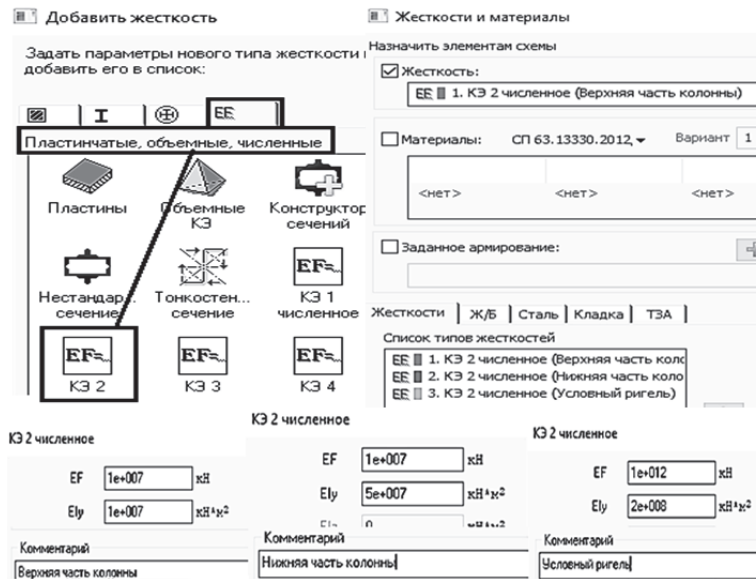 Добавить жесткость
Задать параметры нового типа жесткости
добавить его в список:
Пластинчатые, объемные, численные
Пластины
Объемные КЭ
Конструктор сечений
Нестандар... сечение
Тонкостен... сечение
КЭ 1 численное
EF=
EF=
EF=
EF=
КЭ 2
КЭ 3
КЭ 4
Жесткости и материалы
Назначить элементам схемы
Жесткость:
1. КЭ 2 численное (Верхняя часть колонны)
Материалы: СП 63.13330.2012, Вариант 1
<нет> <нет> <нет>
Заданное армирование:
Жесткости Ж/Б Сталь Кладка ТЗА
Список типов жесткостей
1. КЭ 2 численное (Верхняя часть коло
2. КЭ 2 численное (Нижняя часть коло
3. КЭ 2 численное (Условный ригель)
КЭ 2 численное
EF 1e+007 кН
EIy 1e+007 кН*м²
Комментарий
Верхняя часть колонны
КЭ 2 численное
EF 1e+007 кН
EIy 5e+007 кН*м²
Комментарий
Нижняя часть колонны
КЭ 2 численное
EF 1e+012 кН
EIy 2e+008 кН*м²
Комментарий
Условный ригель